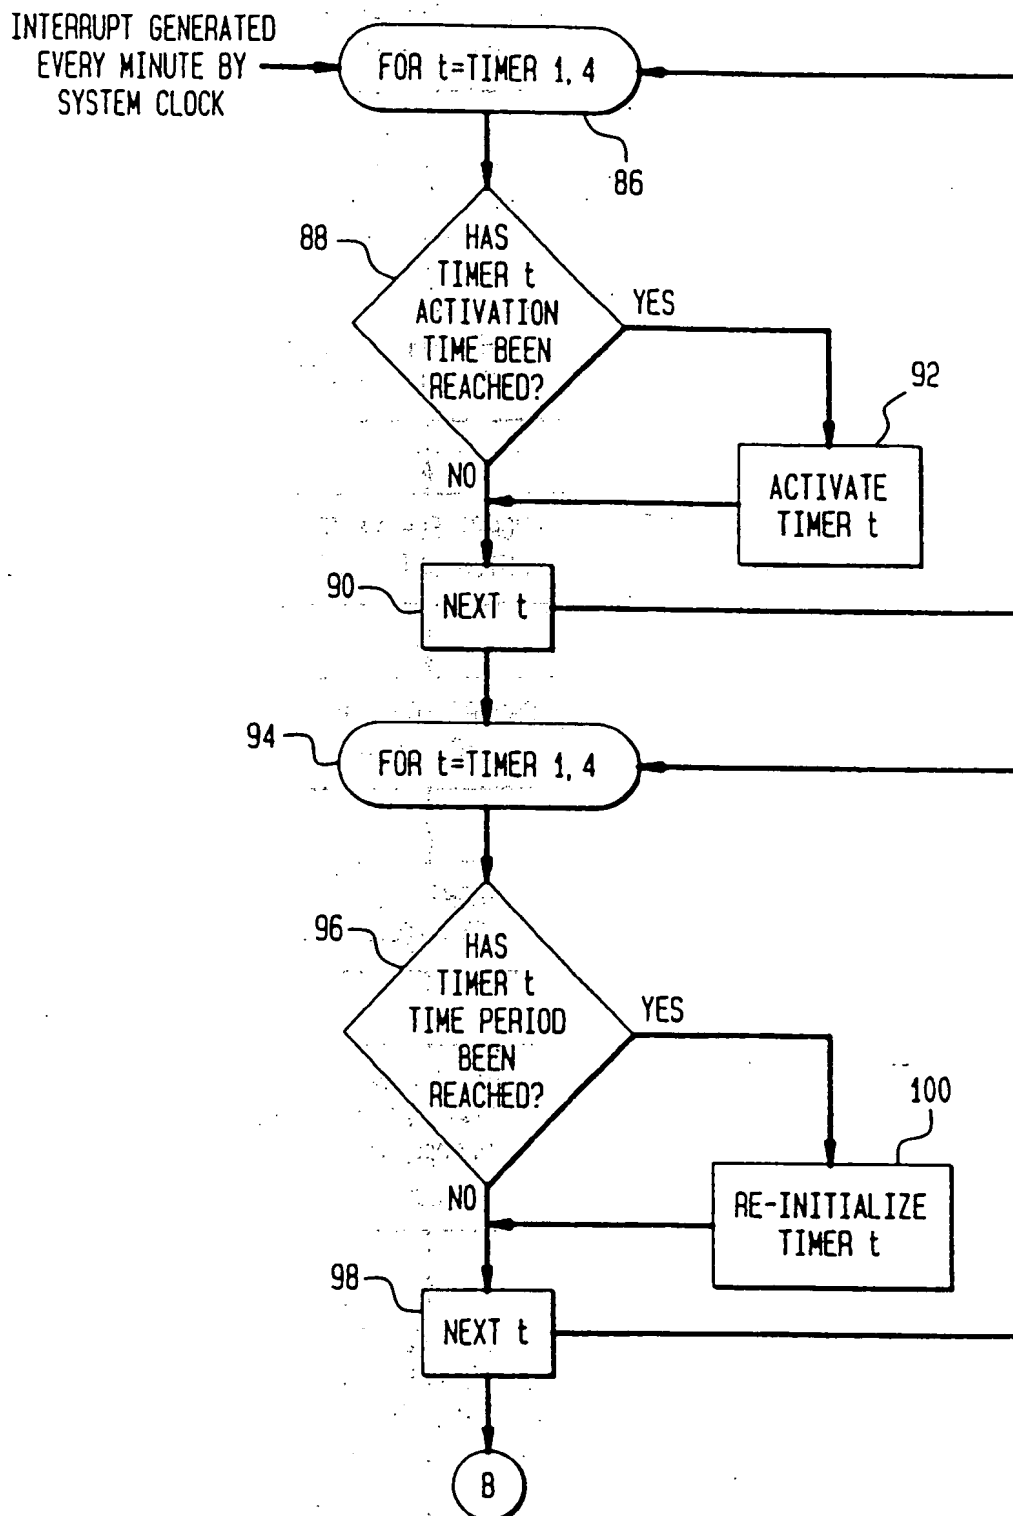 INTERRUPT GENERATED
EVERY MINUTE BY
SYSTEM CLOCK
FOR t=TIMER 1, 4
86
88
HAS
TIMER t
ACTIVATION
TIME BEEN
REACHED?
YES
92
ACTIVATE
TIMER t
NO
90
NEXT t
94
FOR t=TIMER 1, 4
96
HAS
TIMER t
TIME PERIOD
BEEN
REACHED?
YES
100
RE-INITIALIZE
TIMER t
NO
98
NEXT t
B